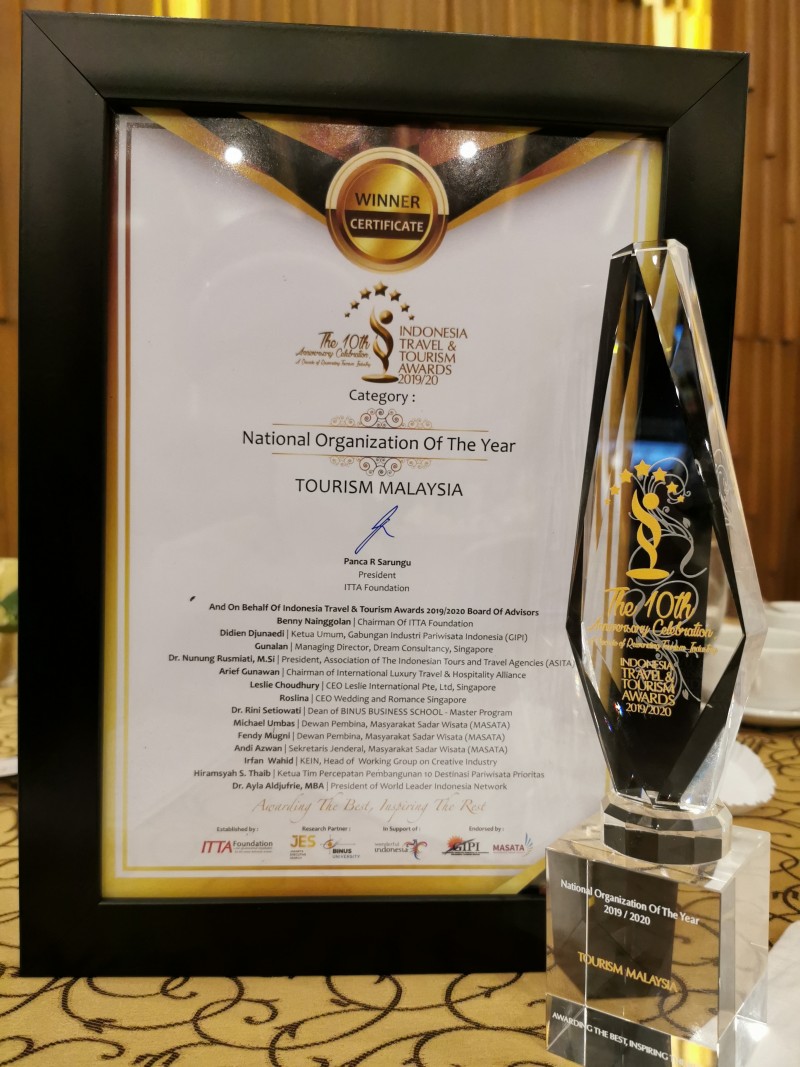 WINNER
CERTIFICATE
The 10th
Anniversary Celebration
INDONESIA
TRAVEL &
TOURISM
AWARDS
2019/20
Category :
National Organization Of The Year
TOURISM MALAYSIA
Panca R Sarungu
President
ITTA Foundation
And On Behalf Of Indonesia Travel & Tourism Awards 2019/2020 Board Of Advisors
Benny Nainggolan | Chairman Of ITTA Foundation
Didien Djunaedi | Ketua Umum, Gabungan Industri Pariwisata Indonesia (GIPI)
Gunalan | Managing Director, Dream Consultancy, Singapore
Dr. Nunung Rusmiati, M.Si | President, Association of The Indonesian Tours and Travel Agencies (ASITA)
Arief Gunawan | Chairman of International Luxury Travel & Hospitality Alliance
Leslie Choudhury | CEO Leslie International Pte, Ltd, Singapore
Roslina | CEO Wedding and Romance Singapore
Dr. Rini Setiowati | Dean of BINUS BUSINESS SCHOOL - Master Program
Michael Umbas | Dewan Pembina, Masyarakat Sadar Wisata (MASATA)
Fendy Mugni | Dewan Pembina, Masyarakat Sadar Wisata (MASATA)
Andi Azwan | Sekretaris Jenderal, Masyarakat Sadar Wisata (MASATA)
Irfan Wahid | KEIN, Head of Working Group on Creative Industry
Hiramsyah S. Thaib | Ketua Tim Percepatan Pembangunan 10 Destinasi Pariwisata Prioritas
Dr. Ayla Aldjufrie, MBA | President of World Leader Indonesia Network
Awarding The Best, Inspiring The Rest
Established by : Research Partner : In Support of : Endorsed by :
ITTA Foundation JES BINUS UNIVERSITY wonderful indonesia GIPI MASATA
The 10th
Anniversary Celebration
INDONESIA
TRAVEL &
TOURISM
AWARDS
2019/2020
National Organization Of The Year
2019 / 2020
TOURISM MALAYSIA
AWARDING THE BEST, INSPIRING